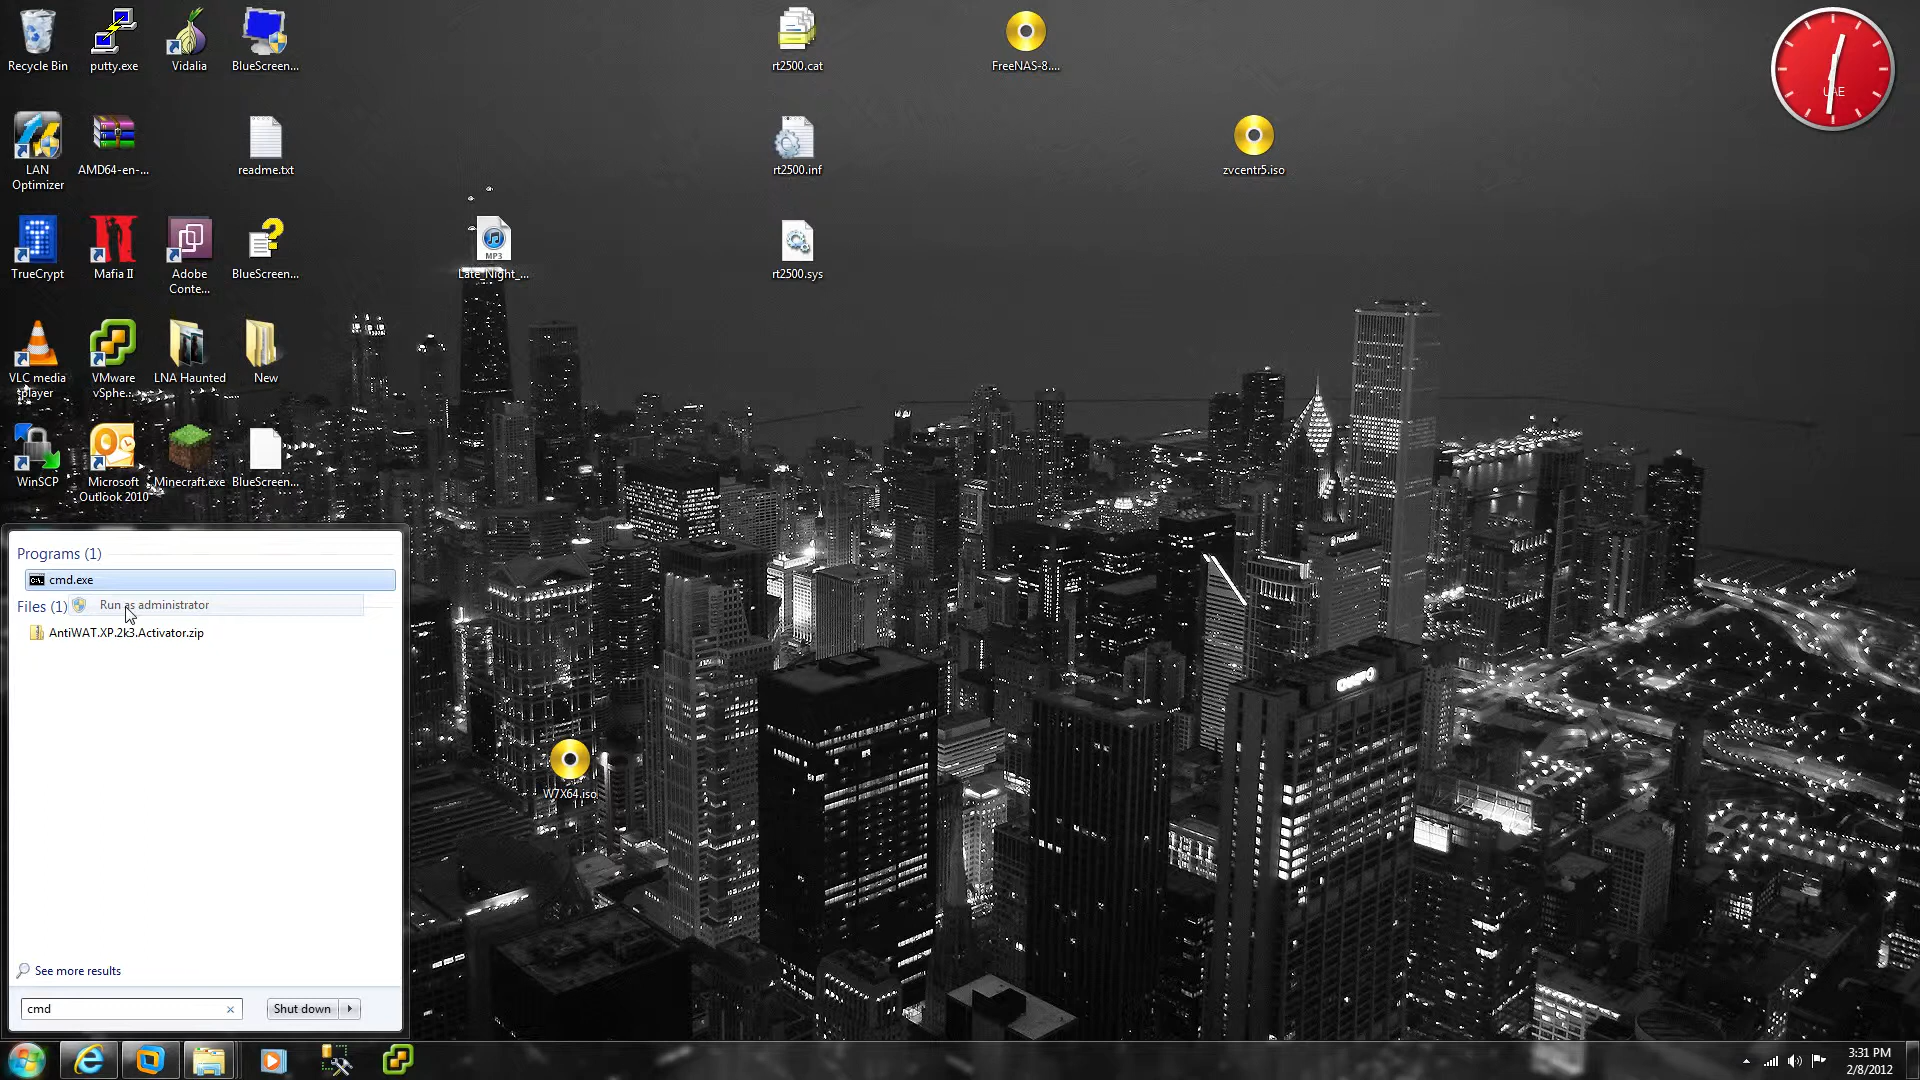 Recycle Bin
putty.exe
Vidalia
BlueScreen...
rt2500.cat
FreeNAS-8....
UAE
LAN
Optimizer
AMD64-en-...
readme.txt
rt2500.inf
zvcentr5.iso
TrueCrypt
Mafia II
Adobe
Conte...
BlueScreen...
MP3
Late_Night_...
rt2500.sys
VLC media
player
VMware
vSphe...
LNA Haunted
New
WinSCP
Microsoft
Outlook 2010
Minecraft.exe
BlueScreen...
Programs (1)
cmd.exe
Files (1)
Run as administrator
AntiWAT.XP.2k3.Activator.zip
W7X64.iso
See more results
cmd
Shut down
3:31 PM
2/8/2012